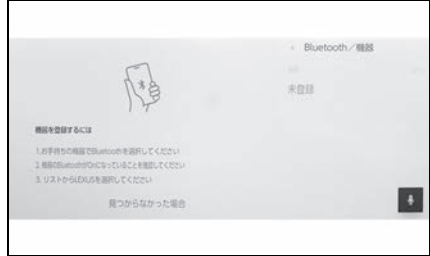 ‹ Bluetooth／機器
未登録
機器を登録するには
1.お手持ちの機器でBluetoothを選択してください
2.機器のBluetoothがOnになっていることを確認してください
3.リストからLEXUSを選択してください
見つからなかった場合